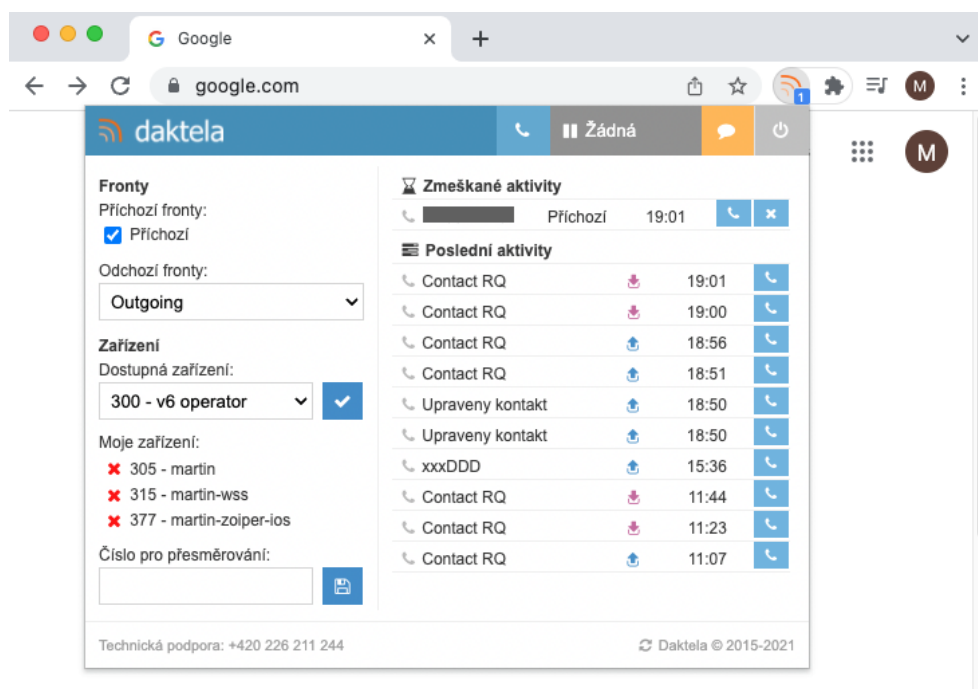 Google
google.com
1
M
M
daktela
Žádná
Fronty
Příchozí fronty:
Příchozí
Odchozí fronty:
Outgoing
Zařízení
Dostupná zařízení:
300 - v6 operator
Moje zařízení:
305 - martin
315 - martin-wss
377 - martin-zoiper-ios
Číslo pro přesměrování:
Zmeškané aktivity
Příchozí 19:01
Poslední aktivity
Contact RQ 19:01
Contact RQ 19:00
Contact RQ 18:56
Contact RQ 18:51
Upraveny kontakt 18:50
Upraveny kontakt 18:50
xxxDDD 15:36
Contact RQ 11:44
Contact RQ 11:23
Contact RQ 11:07
Technická podpora: +420 226 211 244
Daktela © 2015-2021